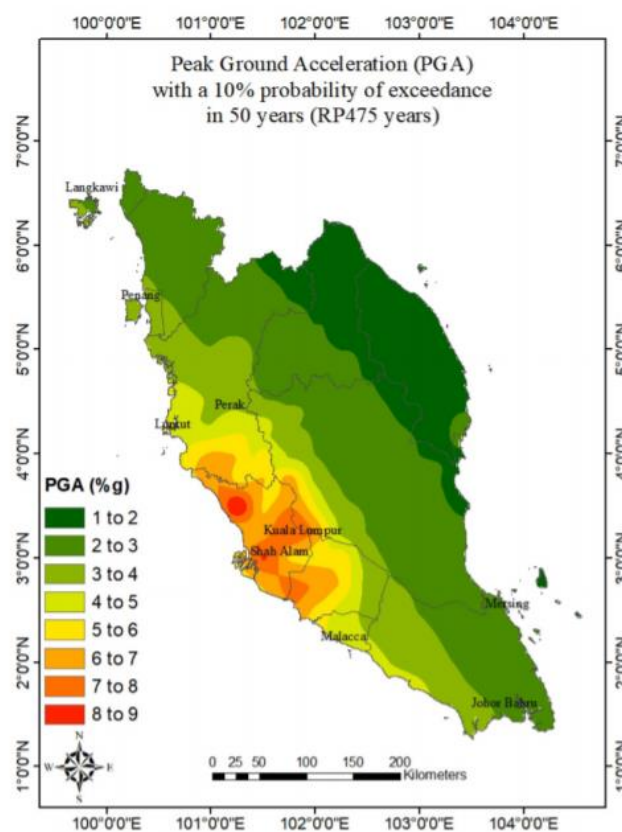 100°0'0"E 101°0'0"E 102°0'0"E 103°0'0"E 104°0'0"E
Peak Ground Acceleration (PGA)
with a 10% probability of exceedance
in 50 years (RP475 years)
7°0'0"N 7°0'0"N
Langkawi
6°0'0"N 6°0'0"N
Penang
5°0'0"N 5°0'0"N
Perak
Lumut
4°0'0"N 4°0'0"N
PGA (%g)
1 to 2
2 to 3
3 to 4
4 to 5
5 to 6
6 to 7
7 to 8
8 to 9
Kuala Lumpur
Shah Alam
3°0'0"N 3°0'0"N
Mersing
Malacca
2°0'0"N 2°0'0"N
Johor Bahru
N
W E
S
0 25 50 100 150 200
Kilometers
1°0'0"N 1°0'0"N
100°0'0"E 101°0'0"E 102°0'0"E 103°0'0"E 104°0'0"E